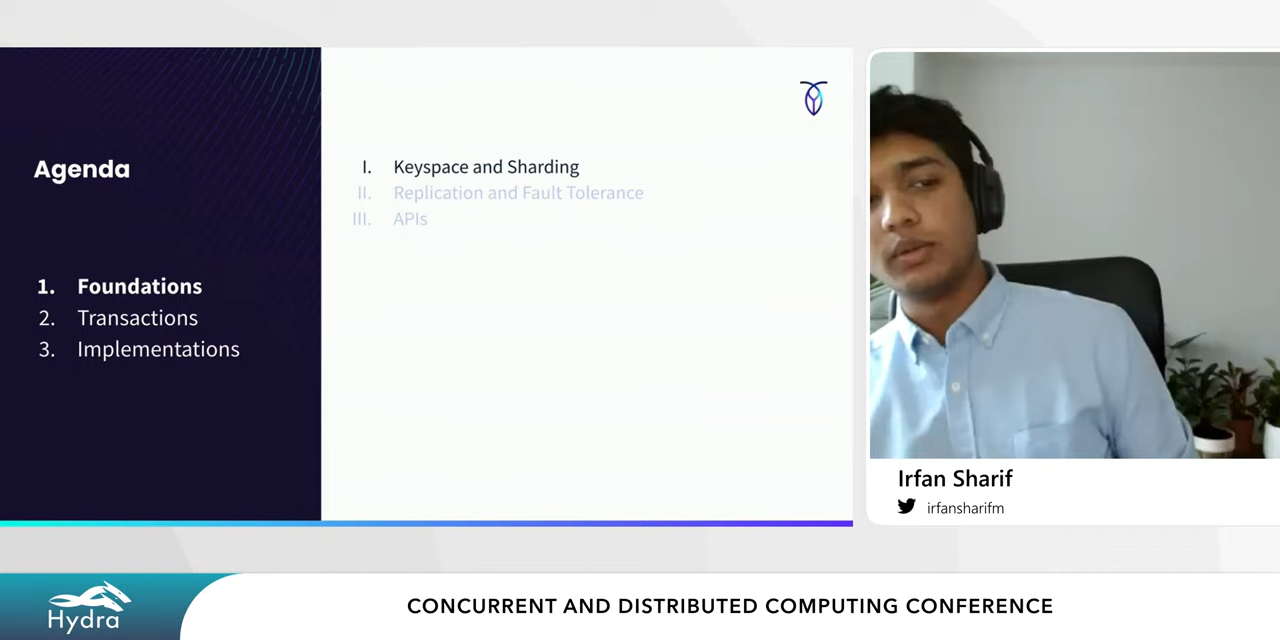 Agenda
1. Foundations
2. Transactions
3. Implementations
I. Keyspace and Sharding
II. Replication and Fault Tolerance
III. APIs
Irfan Sharif
irfansharifm
Hydra
CONCURRENT AND DISTRIBUTED COMPUTING CONFERENCE